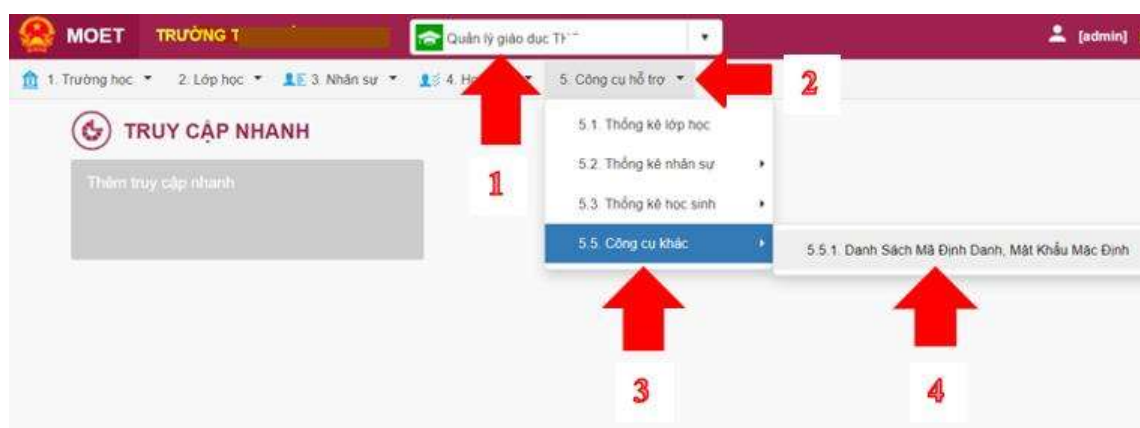 MOET TRƯỜNG T Quản lý giáo dục [admin]
1. Trường học 2. Lớp học 3. Nhân sự 4. 5. Công cụ hỗ trợ 2
TRUY CẬP NHANH
Thêm truy cập nhanh
1
5.1. Thống kê lớp học
5.2. Thống kê nhân sự
5.3. Thống kê học sinh
5.5. Công cụ khác
5.5.1. Danh Sách Mã Định Danh, Mật Khẩu Mặc Định
3 4